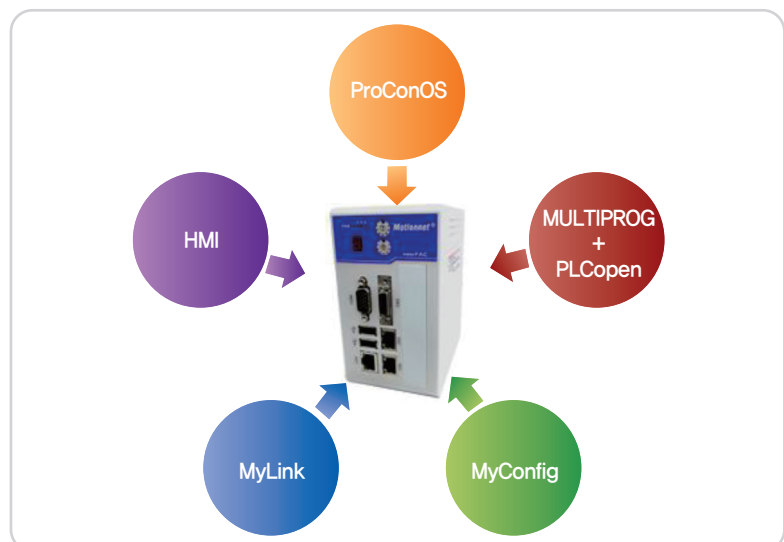 ProConOS
HMI
MULTIPROG
+
PLCopen
Motionnet®
MyLink
MyConfig